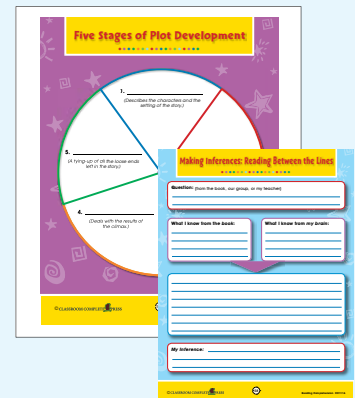 Five Stages of Plot Development
1.
(Describes the characters and the
setting of the story.)
5.
(A tying-up of all the loose ends
left in the story.)
4.
(Deals with the results of
the climax.)
©CLASSROOM COMPLETE PRESS
Making Inferences: Reading Between the Lines
Question: (from the book, our group, or my teacher)
What I know from the book:
What I know from my brain:
My Inference:
©CLASSROOM COMPLETE PRESS